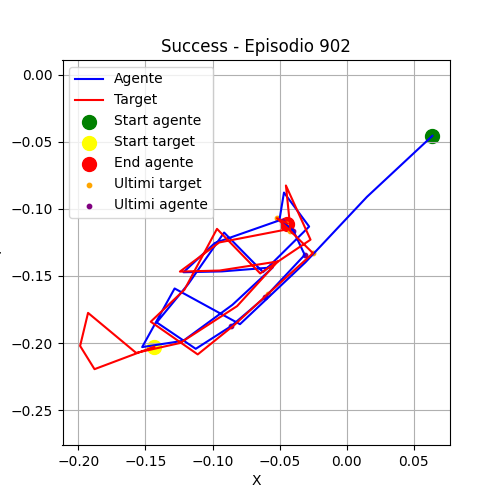 Success - Episodio 902
Agente
Target
Start agente
Start target
End agente
Ultimi target
Ultimi agente
0.00
−0.05
−0.10
−0.15
−0.20
−0.25
−0.20
−0.15
−0.10
−0.05
0.00
0.05
X